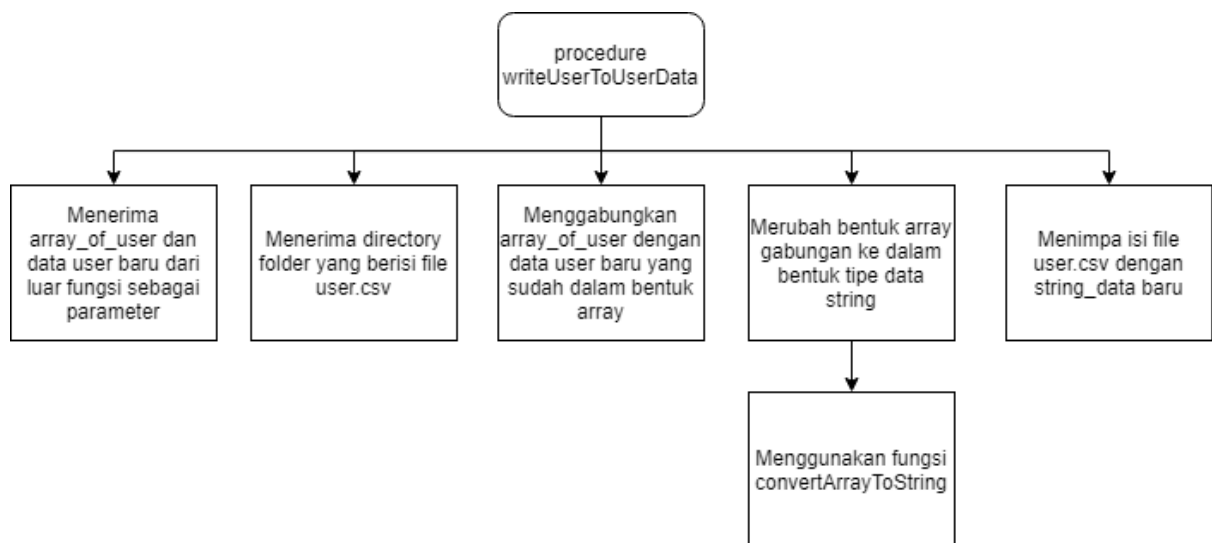 procedure
writeUserToUserData
Menerima
array_of_user dan
data user baru dari
luar fungsi sebagai
parameter
Menerima directory
folder yang berisi file
user.csv
Menggabungkan
array_of_user dengan
data user baru yang
sudah dalam bentuk
array
Merubah bentuk array
gabungan ke dalam
bentuk tipe data
string
Menimpa isi file
user.csv dengan
string_data baru
Menggunakan fungsi
convertArrayToString